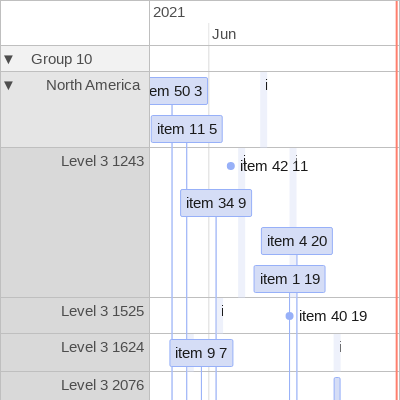 2021
Jun
▼ Group 10
▼ North America
em 50 3
i
item 11 5
Level 3 1243
item 42 11
i
i
item 34 9
item 4 20
item 1 19
Level 3 1525
i
item 40 19
Level 3 1624
item 9 7
i
Level 3 2076